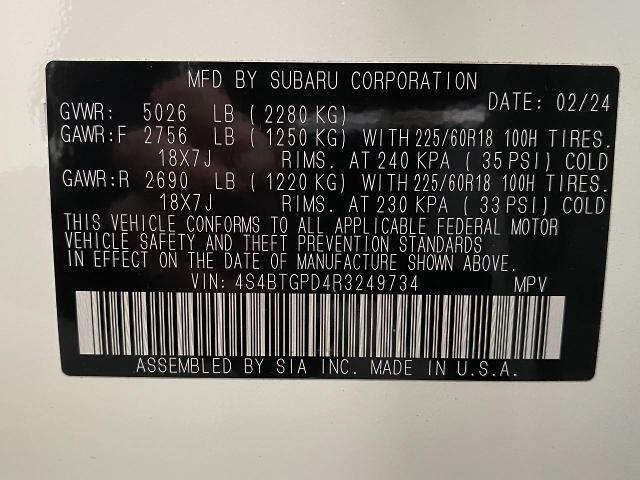 MFD BY SUBARU CORPORATION
DATE: 02/24
GVWR: 5026 LB (2280 KG)
GAWR:F 2756 LB (1250 KG) WITH 225/60R18 100H TIRES.
18X7J RIMS. AT 240 KPA (35 PSI) COLD
GAWR:R 2690 LB (1220 KG) WITH 225/60R18 100H TIRES.
18X7J RIMS. AT 230 KPA (33 PSI) COLD
THIS VEHICLE CONFORMS TO ALL APPLICABLE FEDERAL MOTOR
VEHICLE SAFETY AND THEFT PREVENTION STANDARDS
IN EFFECT ON THE DATE OF MANUFACTURE SHOWN ABOVE.
VIN: 4S4BTGPD4R3249734 MPV
ASSEMBLED BY SIA INC. MADE IN U.S.A.